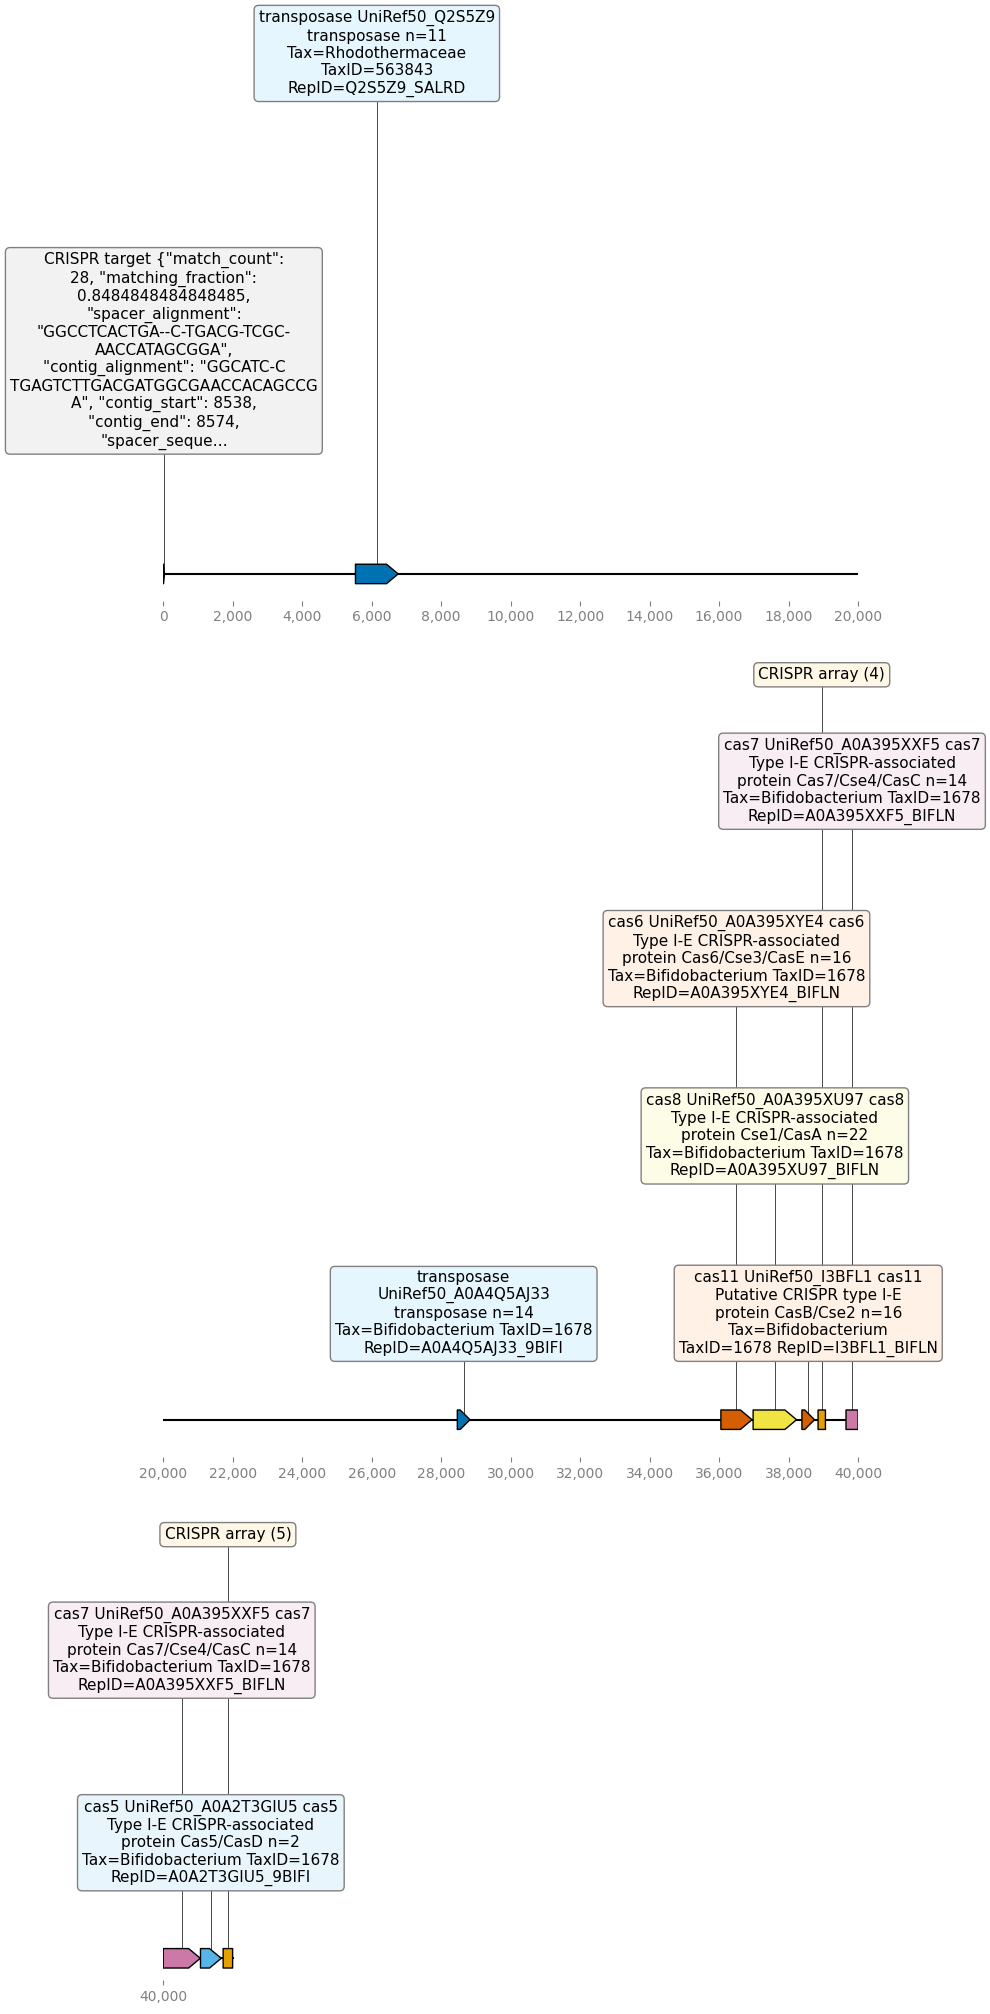 transposase UniRef50_Q2S5Z9
transposase n=11
Tax=Rhodothermaceae
TaxID=563843
RepID=Q2S5Z9_SALRD
CRISPR target {"match_count":
28, "matching_fraction":
0.8484848484848485,
"spacer_alignment":
"GGCCTCACTGA--C-TGACG-TCGC-
AACCATAGCGGA",
"contig_alignment": "GGCATC-C
TGAGTCTTGACGATGGCGAACCACAGCCG
A", "contig_start": 8538,
"contig_end": 8574,
"spacer_seque...
0 2,000 4,000 6,000 8,000 10,000 12,000 14,000 16,000 18,000 20,000
CRISPR array (4)
cas7 UniRef50_A0A395XXF5 cas7
Type I-E CRISPR-associated
protein Cas7/Cse4/CasC n=14
Tax=Bifidobacterium TaxID=1678
RepID=A0A395XXF5_BIFLN
cas6 UniRef50_A0A395XYE4 cas6
Type I-E CRISPR-associated
protein Cas6/Cse3/CasE n=16
Tax=Bifidobacterium TaxID=1678
RepID=A0A395XYE4_BIFLN
cas8 UniRef50_A0A395XU97 cas8
Type I-E CRISPR-associated
protein Cse1/CasA n=22
Tax=Bifidobacterium TaxID=1678
RepID=A0A395XU97_BIFLN
transposase
UniRef50_A0A4Q5AJ33
transposase n=14
Tax=Bifidobacterium TaxID=1678
RepID=A0A4Q5AJ33_9BIFI
cas11 UniRef50_I3BFL1 cas11
Putative CRISPR type I-E
protein CasB/Cse2 n=16
Tax=Bifidobacterium
TaxID=1678 RepID=I3BFL1_BIFLN
20,000 22,000 24,000 26,000 28,000 30,000 32,000 34,000 36,000 38,000 40,000
CRISPR array (5)
cas7 UniRef50_A0A395XXF5 cas7
Type I-E CRISPR-associated
protein Cas7/Cse4/CasC n=14
Tax=Bifidobacterium TaxID=1678
RepID=A0A395XXF5_BIFLN
cas5 UniRef50_A0A2T3GIU5 cas5
Type I-E CRISPR-associated
protein Cas5/CasD n=2
Tax=Bifidobacterium TaxID=1678
RepID=A0A2T3GIU5_9BIFI
40,000